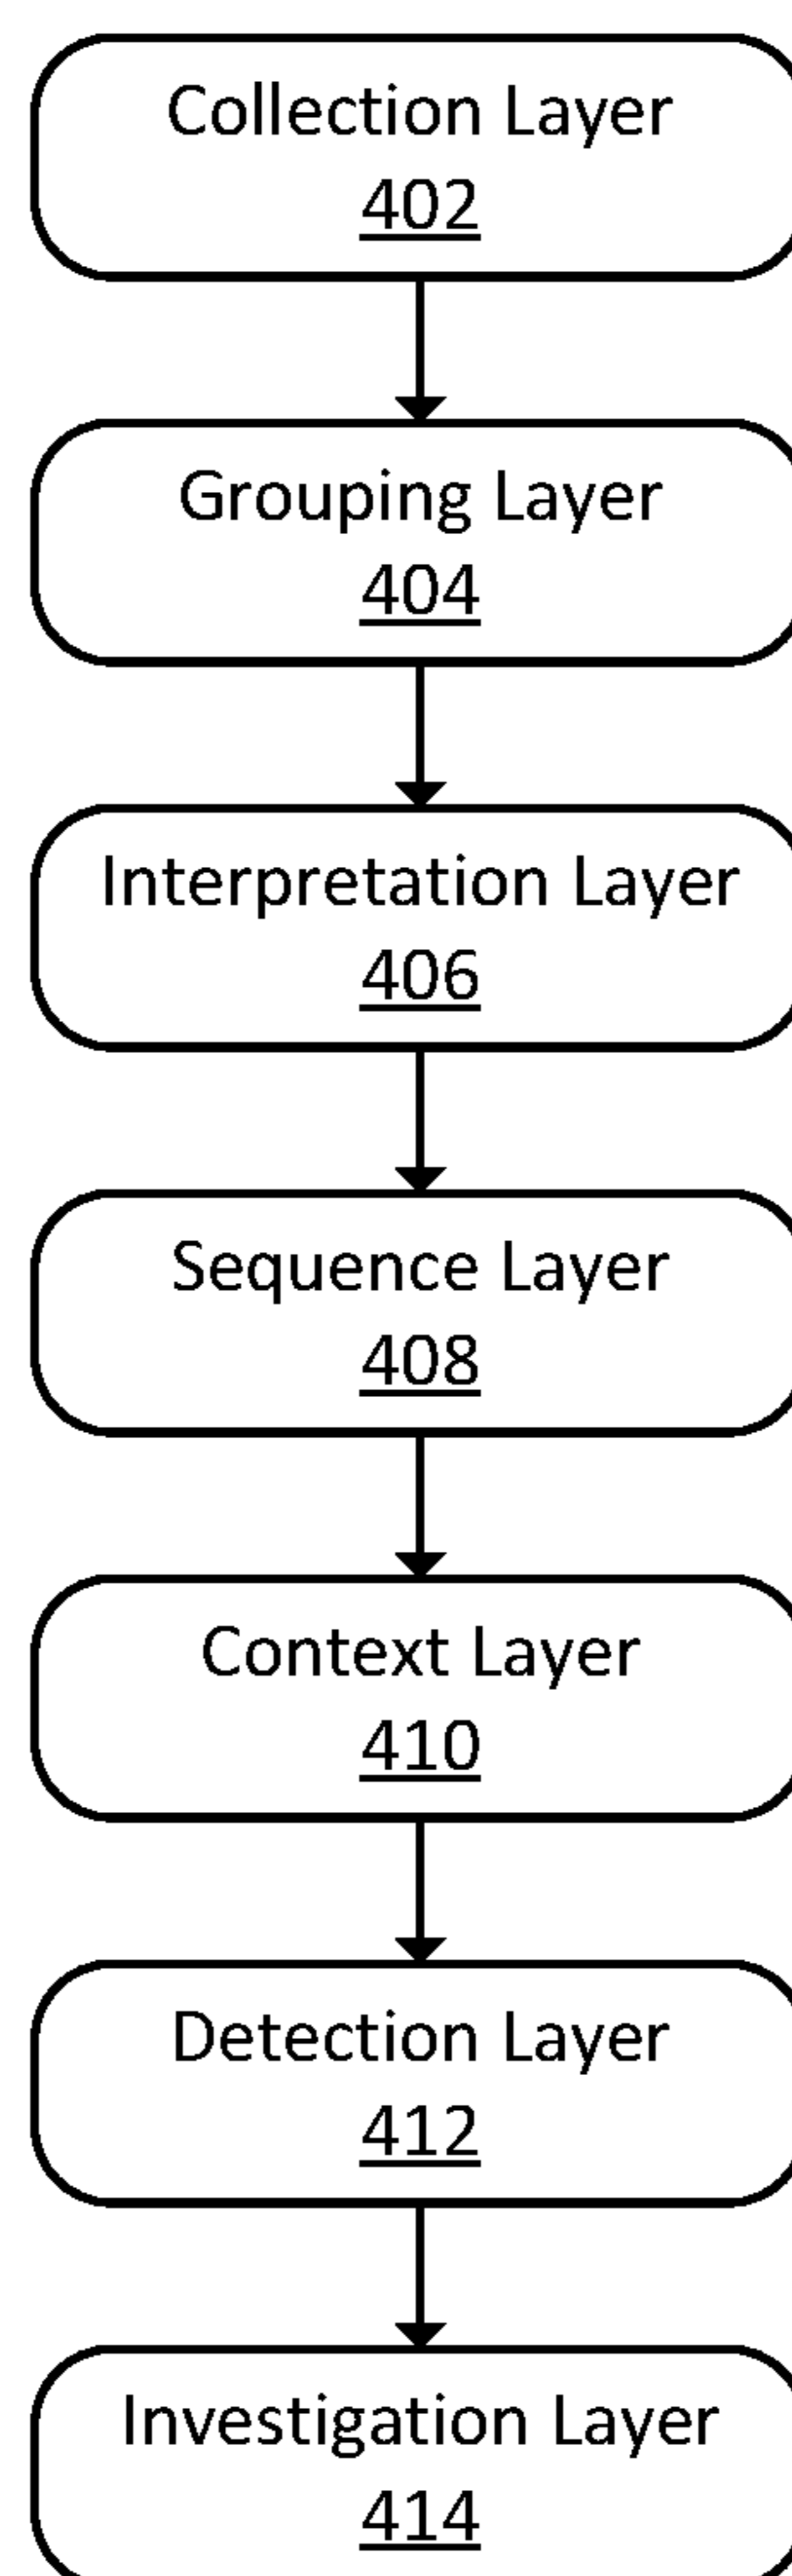 Collection Layer
402
Grouping Layer
404
Interpretation Layer
406
Sequence Layer
408
Context Layer
410
Detection Layer
412
Investigation Layer
414